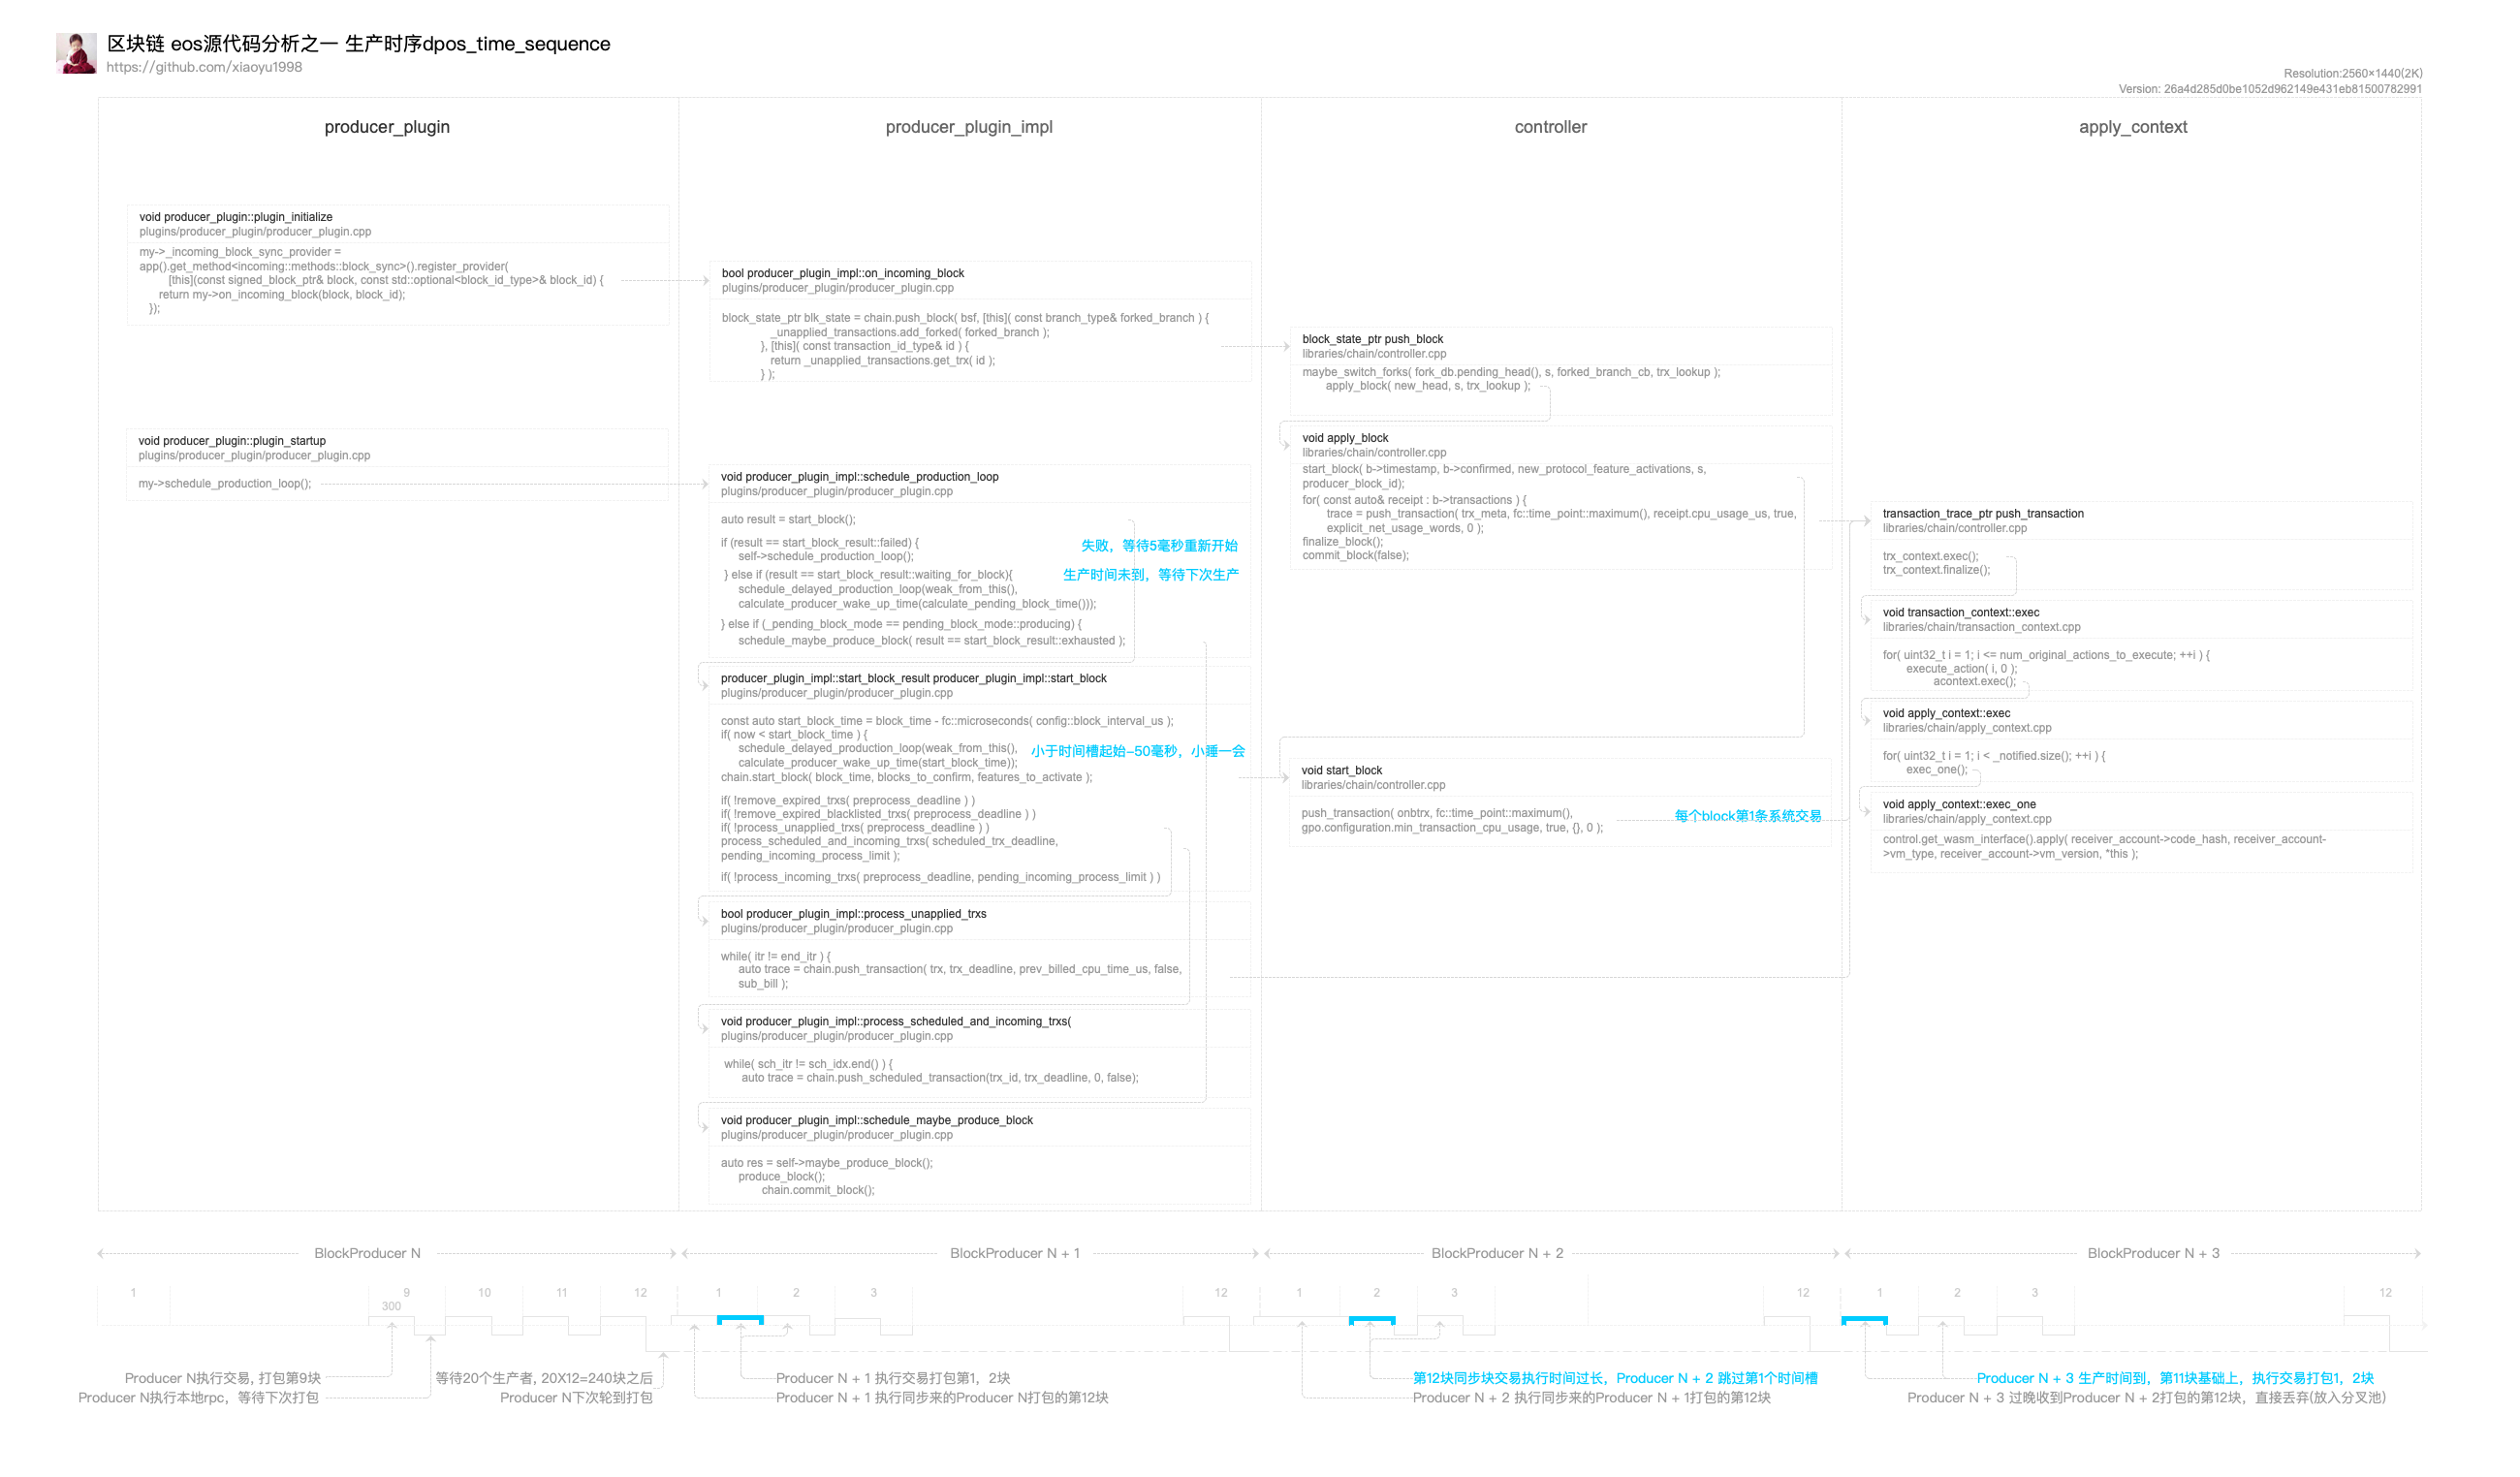 区块链 eos源代码分析之一 生产时序dpos_time_sequence
https://github.com/xiaoyu1998
Resolution:2560×1440(2K)
Version: 26a4d285d0be1052d962149e431eb81500782991
producer_plugin
producer_plugin_impl
controller
apply_context
void producer_plugin::plugin_initialize
plugins/producer_plugin/producer_plugin.cpp
my->_incoming_block_sync_provider =
app().get_method<incoming::methods::block_sync>().register_provider(
[this](const signed_block_ptr& block, const std::optional<block_id_type>& block_id) {
return my->on_incoming_block(block, block_id);
});
void producer_plugin::plugin_startup
plugins/producer_plugin/producer_plugin.cpp
my->schedule_production_loop();
bool producer_plugin_impl::on_incoming_block
plugins/producer_plugin/producer_plugin.cpp
block_state_ptr blk_state = chain.push_block( bsf, [this]( const branch_type& forked_branch ) {
_unapplied_transactions.add_forked( forked_branch );
}, [this]( const transaction_id_type& id ) {
return _unapplied_transactions.get_trx( id );
} );
void producer_plugin_impl::schedule_production_loop
plugins/producer_plugin/producer_plugin.cpp
auto result = start_block();
if (result == start_block_result::failed) {
失败，等待5毫秒重新开始
self->schedule_production_loop();
} else if (result == start_block_result::waiting_for_block){
生产时间未到，等待下次生产
schedule_delayed_production_loop(weak_from_this(),
calculate_producer_wake_up_time(calculate_pending_block_time()));
} else if (_pending_block_mode == pending_block_mode::producing) {
schedule_maybe_produce_block( result == start_block_result::exhausted );
producer_plugin_impl::start_block_result producer_plugin_impl::start_block
plugins/producer_plugin/producer_plugin.cpp
const auto start_block_time = block_time - fc::microseconds( config::block_interval_us );
if( now < start_block_time ) {
schedule_delayed_production_loop(weak_from_this(),
小于时间槽起始-50毫秒，小睡一会
calculate_producer_wake_up_time(start_block_time));
chain.start_block( block_time, blocks_to_confirm, features_to_activate );
if( !remove_expired_trxs( preprocess_deadline ) )
if( !remove_expired_blacklisted_trxs( preprocess_deadline ) )
if( !process_unapplied_trxs( preprocess_deadline ) )
process_scheduled_and_incoming_trxs( scheduled_trx_deadline,
pending_incoming_process_limit );
if( !process_incoming_trxs( preprocess_deadline, pending_incoming_process_limit ) )
bool producer_plugin_impl::process_unapplied_trxs
plugins/producer_plugin/producer_plugin.cpp
while( itr != end_itr ) {
auto trace = chain.push_transaction( trx, trx_deadline, prev_billed_cpu_time_us, false,
sub_bill );
void producer_plugin_impl::process_scheduled_and_incoming_trxs(
plugins/producer_plugin/producer_plugin.cpp
while( sch_itr != sch_idx.end() ) {
auto trace = chain.push_scheduled_transaction(trx_id, trx_deadline, 0, false);
void producer_plugin_impl::schedule_maybe_produce_block
plugins/producer_plugin/producer_plugin.cpp
auto res = self->maybe_produce_block();
produce_block();
chain.commit_block();
block_state_ptr push_block
libraries/chain/controller.cpp
maybe_switch_forks( fork_db.pending_head(), s, forked_branch_cb, trx_lookup );
apply_block( new_head, s, trx_lookup );
void apply_block
libraries/chain/controller.cpp
start_block( b->timestamp, b->confirmed, new_protocol_feature_activations, s,
producer_block_id);
for( const auto& receipt : b->transactions ) {
trace = push_transaction( trx_meta, fc::time_point::maximum(), receipt.cpu_usage_us, true,
explicit_net_usage_words, 0 );
finalize_block();
commit_block(false);
void start_block
libraries/chain/controller.cpp
push_transaction( onbtrx, fc::time_point::maximum(),
每个block第1条系统交易
gpo.configuration.min_transaction_cpu_usage, true, {}, 0 );
transaction_trace_ptr push_transaction
libraries/chain/controller.cpp
trx_context.exec();
trx_context.finalize();
void transaction_context::exec
libraries/chain/transaction_context.cpp
for( uint32_t i = 1; i <= num_original_actions_to_execute; ++i ) {
execute_action( i, 0 );
acontext.exec();
void apply_context::exec
libraries/chain/apply_context.cpp
for( uint32_t i = 1; i < _notified.size(); ++i ) {
exec_one();
void apply_context::exec_one
libraries/chain/apply_context.cpp
control.get_wasm_interface().apply( receiver_account->code_hash, receiver_account-
>vm_type, receiver_account->vm_version, *this );
BlockProducer N
BlockProducer N + 1
BlockProducer N + 2
BlockProducer N + 3
1 9 10 11 12 1 2 3 12 1 2 3 12 1 2 3 12
300
Producer N执行交易, 打包第9块
Producer N执行本地rpc，等待下次打包
等待20个生产者, 20X12=240块之后
Producer N下次轮到打包
Producer N + 1 执行交易打包第1，2块
Producer N + 1 执行同步来的Producer N打包的第12块
第12块同步块交易执行时间过长，Producer N + 2 跳过第1个时间槽
Producer N + 2 执行同步来的Producer N + 1打包的第12块
Producer N + 3 生产时间到，第11块基础上，执行交易打包1，2块
Producer N + 3 过晚收到Producer N + 2打包的第12块，直接丢弃(放入分叉池)